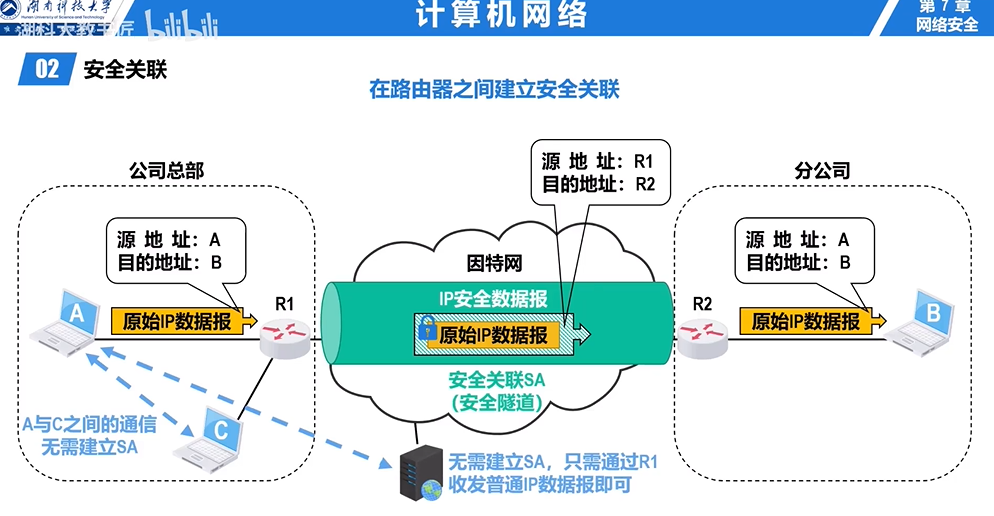 湖南科技大学
Hunan University of Science and Technology
湖科大教书匠 bilibili
计算机网络
第 7 章
网络安全
02 安全关联
在路由器之间建立安全关联
公司总部
源 地 址：R1
目的地址：R2
分公司
源 地 址：A
目的地址：B
源 地 址：A
目的地址：B
因特网
IP安全数据报
A
原始IP数据报
R1
原始IP数据报
R2
原始IP数据报
B
安全关联SA
（安全隧道）
A与C之间的通信
无需建立SA
C
无需建立SA，只需通过R1
收发普通IP数据报即可